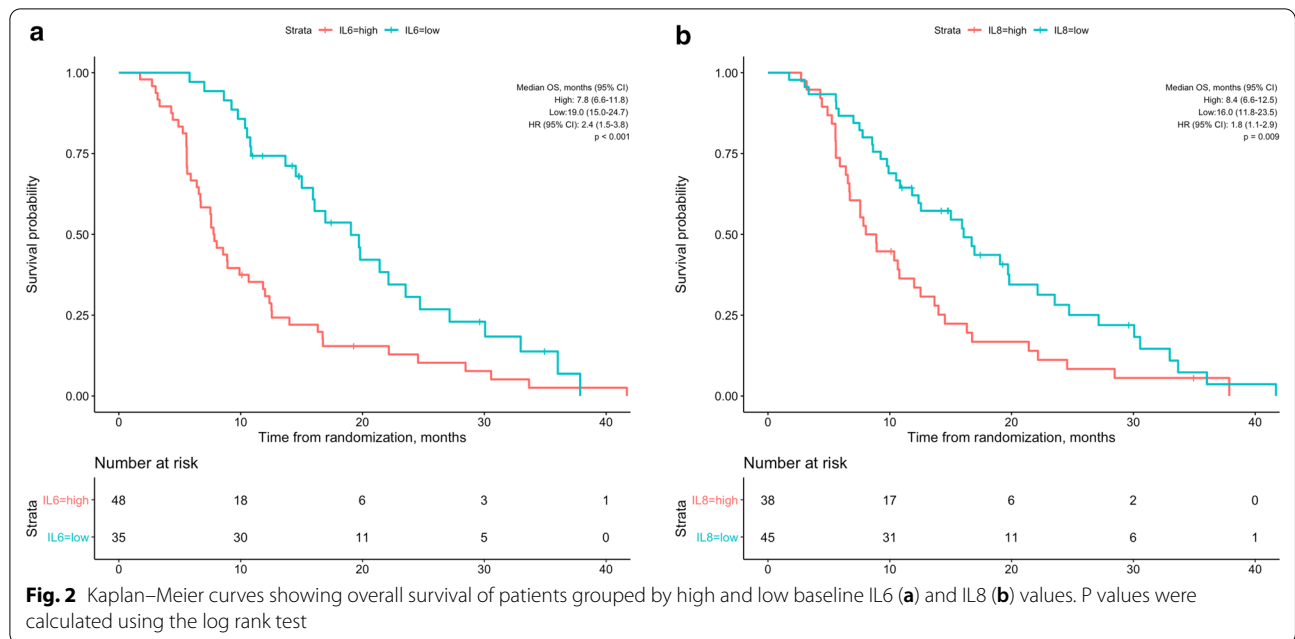 a
Strata IL6=high IL6=low
1.00
0.75
0.50
0.25
0.00
Survival probability
Median OS, months (95% CI)
High: 7.8 (6.6-11.8)
Low:19.0 (15.0-24.7)
HR (95% CI): 2.4 (1.5-3.8)
p < 0.001
0 10 20 30 40
Time from randomization, months
Number at risk
Strata
IL6=high 48 18 6 3 1
IL6=low 35 30 11 5 0
0 10 20 30 40
b
Strata IL8=high IL8=low
1.00
0.75
0.50
0.25
0.00
Survival probability
Median OS, months (95% CI)
High: 8.4 (6.6-12.5)
Low:16.0 (11.8-23.5)
HR (95% CI): 1.8 (1.1-2.9)
p = 0.009
0 10 20 30 40
Time from randomization, months
Number at risk
Strata
IL8=high 38 17 6 2 0
IL8=low 45 31 11 6 1
0 10 20 30 40
Fig. 2 Kaplan–Meier curves showing overall survival of patients grouped by high and low baseline IL6 (a) and IL8 (b) values. P values were
calculated using the log rank test